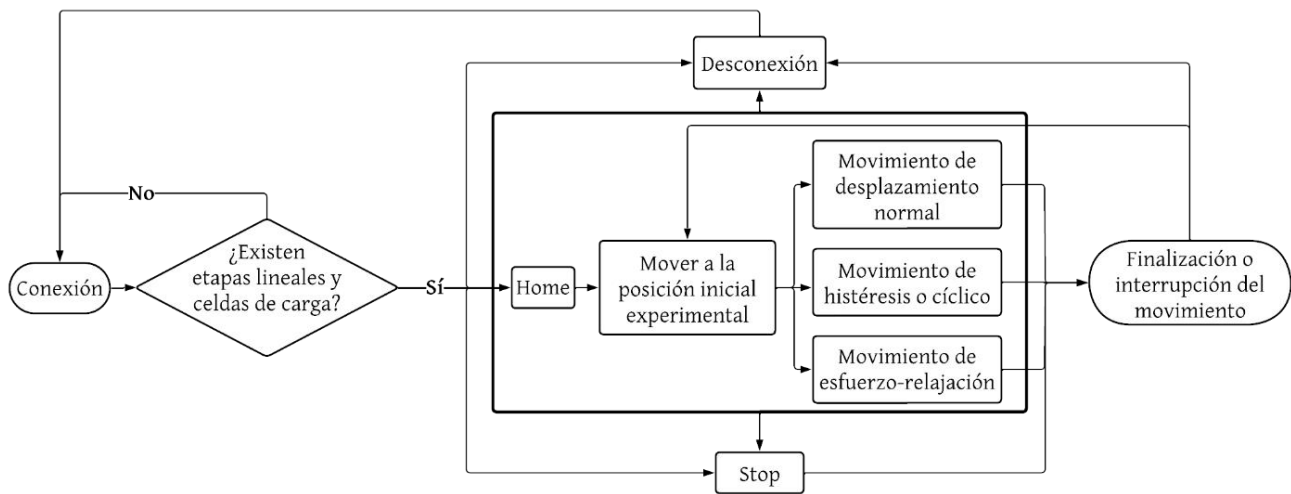 Desconexión
No
Conexión
¿Existen
etapas lineales y
celdas de carga?
Sí
Home
Mover a la
posición inicial
experimental
Movimiento de
desplazamiento
normal
Movimiento de
histéresis o cíclico
Movimiento de
esfuerzo-relajación
Finalización o
interrupción del
movimiento
Stop